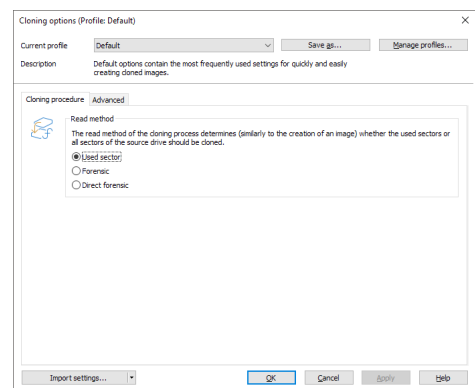 Cloning options (Profile: Default)
Current profile
Default
Save as...
Manage profiles...
Description
Default options contain the most frequently used settings for quickly and easily
creating cloned images.
Cloning procedure
Advanced
Read method
The read method of the cloning process determines (similarly to the creation of an image) whether the used sectors or
all sectors of the source drive should be cloned.
Used sector
Forensic
Direct forensic
Import settings...
OK
Cancel
Apply
Help